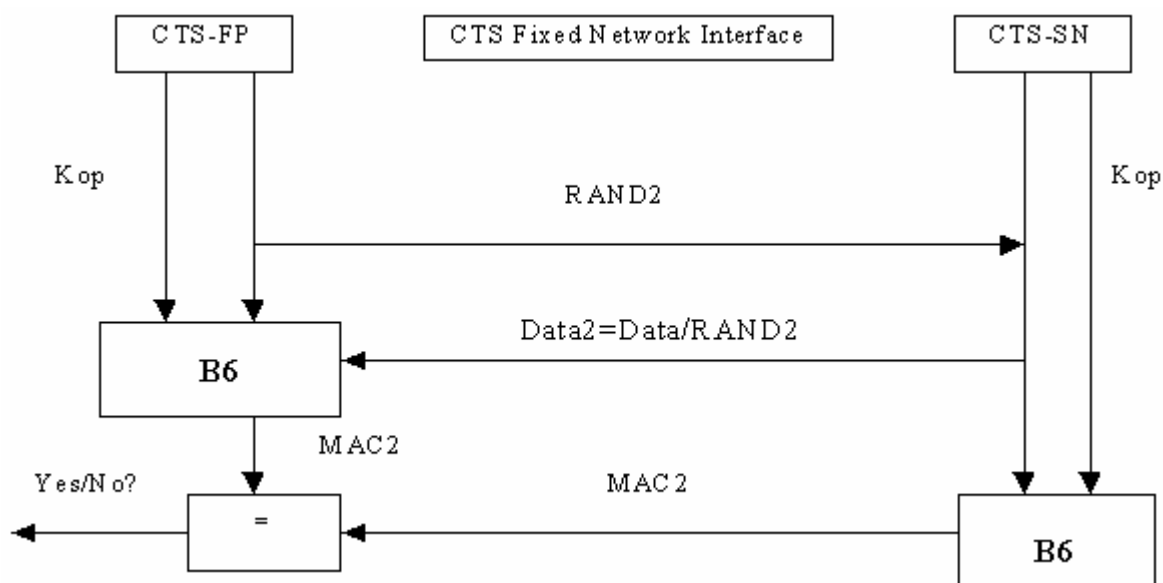 CTS-FP
CTS Fixed Network Interface
CTS-SN
Kop
Kop
RAND2
Data2=Data/RAND2
B6
MAC2
Yes/No?
MAC2
=
B6